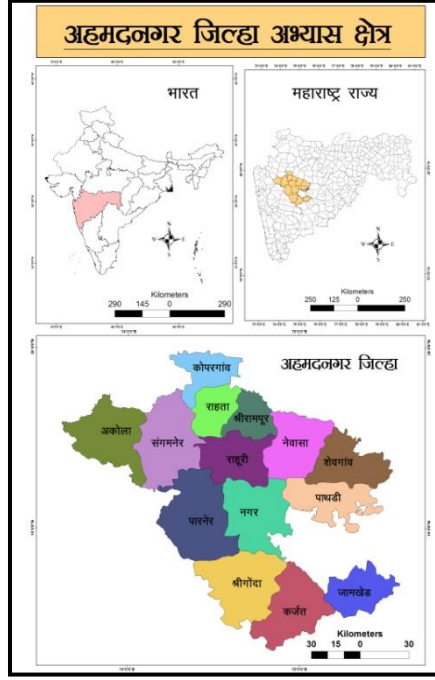 अहमदनगर जिल्हा अभ्यास क्षेत्र
भारत
महाराष्ट्र राज्य
N
W E
S
N
W E
S
Kilometers
290 145 0 290
Kilometers
250 125 0 250
अहमदनगर जिल्हा
कोपरगांव
राहता
श्रीरामपूर
अकोला
संगमनेर
नेवासा
राहूरी
शेवगांव
पाथडी
पारनेर
नगर
श्रीगोंदा
जामखेड
कर्जत
Kilometers
30 15 0 30